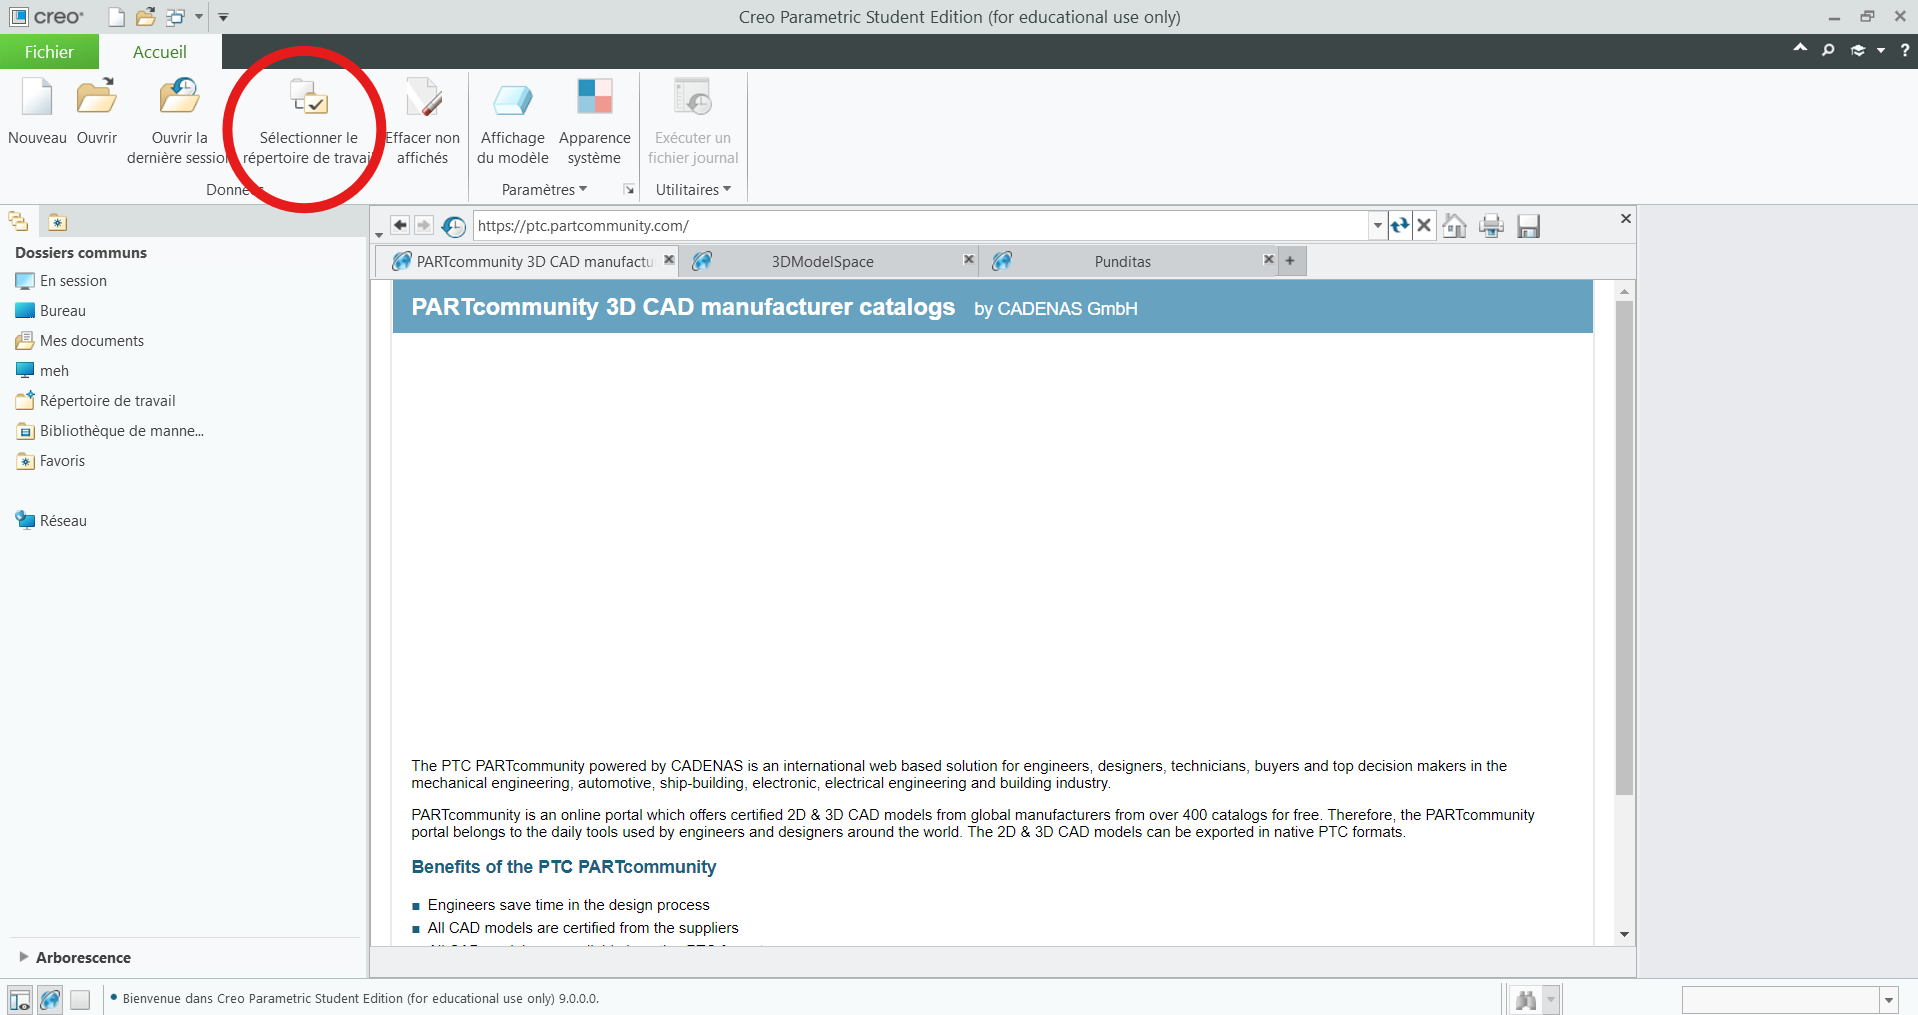 creo
Creo Parametric Student Edition (for educational use only)
Fichier
Accueil
?
Nouveau
Ouvrir
Ouvrir la
dernière session
Sélectionner le
répertoire de travail
Effacer non
affichés
Affichage
du modèle
Apparence
système
Exécuter un
fichier journal
Données
Paramètres
Utilitaires
https://ptc.partcommunity.com/
PARTcommunity 3D CAD manufactu
3DModelSpace
Punditas
+
Dossiers communs
En session
Bureau
Mes documents
meh
Répertoire de travail
Bibliothèque de manne...
Favoris
Réseau
Arborescence
PARTcommunity 3D CAD manufacturer catalogs by CADENAS GmbH
The PTC PARTcommunity powered by CADENAS is an international web based solution for engineers, designers, technicians, buyers and top decision makers in the
mechanical engineering, automotive, ship-building, electronic, electrical engineering and building industry.
PARTcommunity is an online portal which offers certified 2D & 3D CAD models from global manufacturers from over 400 catalogs for free. Therefore, the PARTcommunity
portal belongs to the daily tools used by engineers and designers around the world. The 2D & 3D CAD models can be exported in native PTC formats.
Benefits of the PTC PARTcommunity
Engineers save time in the design process
All CAD models are certified from the suppliers
• Bienvenue dans Creo Parametric Student Edition (for educational use only) 9.0.0.0.